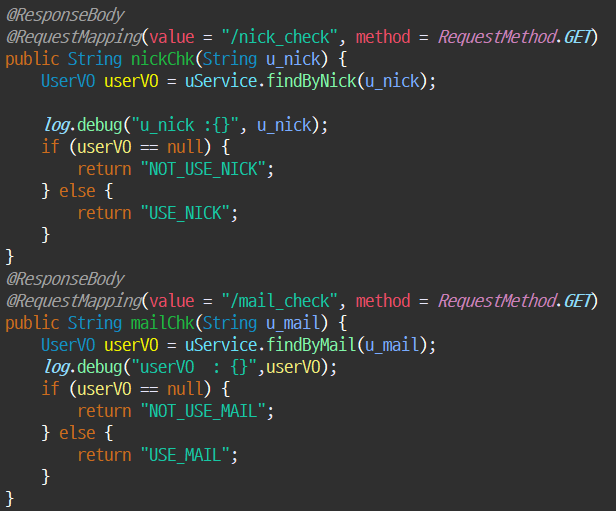 @ResponseBody
@RequestMapping(value = "/nick_check", method = RequestMethod.GET)
public String nickChk(String u_nick) {
    UserVO userVO = uService.findByNick(u_nick);

    log.debug("u_nick :{}", u_nick);
    if (userVO == null) {
        return "NOT_USE_NICK";
    } else {
        return "USE_NICK";
    }
}
@ResponseBody
@RequestMapping(value = "/mail_check", method = RequestMethod.GET)
public String mailChk(String u_mail) {
    UserVO userVO = uService.findByMail(u_mail);
    log.debug("userVO  : {}",userVO);
    if (userVO == null) {
        return "NOT_USE_MAIL";
    } else {
        return "USE_MAIL";
    }
}